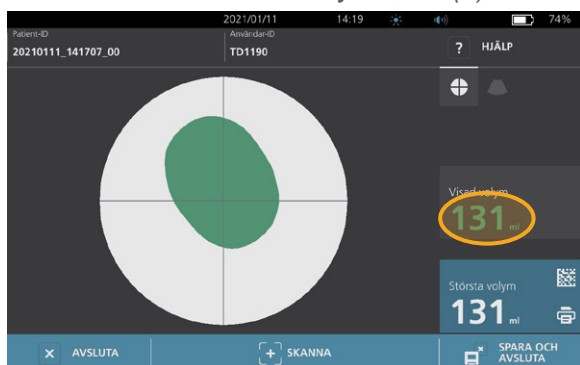 2021/01/11 14:19 74%
Patient-ID
20210111_141707_00
Användar-ID
TD1190
? HJÄLP
Visad volym
131 ml
Största volym
131 ml
X AVSLUTA
SKANNA
SPARA OCH
AVSLUTA